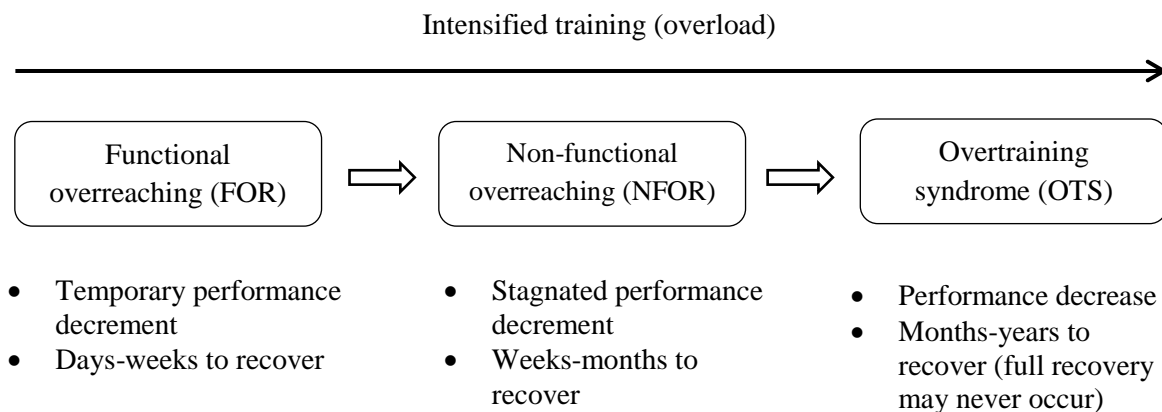 Intensified training (overload)
Functional
overreaching (FOR)
Non-functional
overreaching (NFOR)
Overtraining
syndrome (OTS)
• Temporary performance
decrement
• Days-weeks to recover
• Stagnated performance
decrement
• Weeks-months to
recover
• Performance decrease
• Months-years to
recover (full recovery
may never occur)